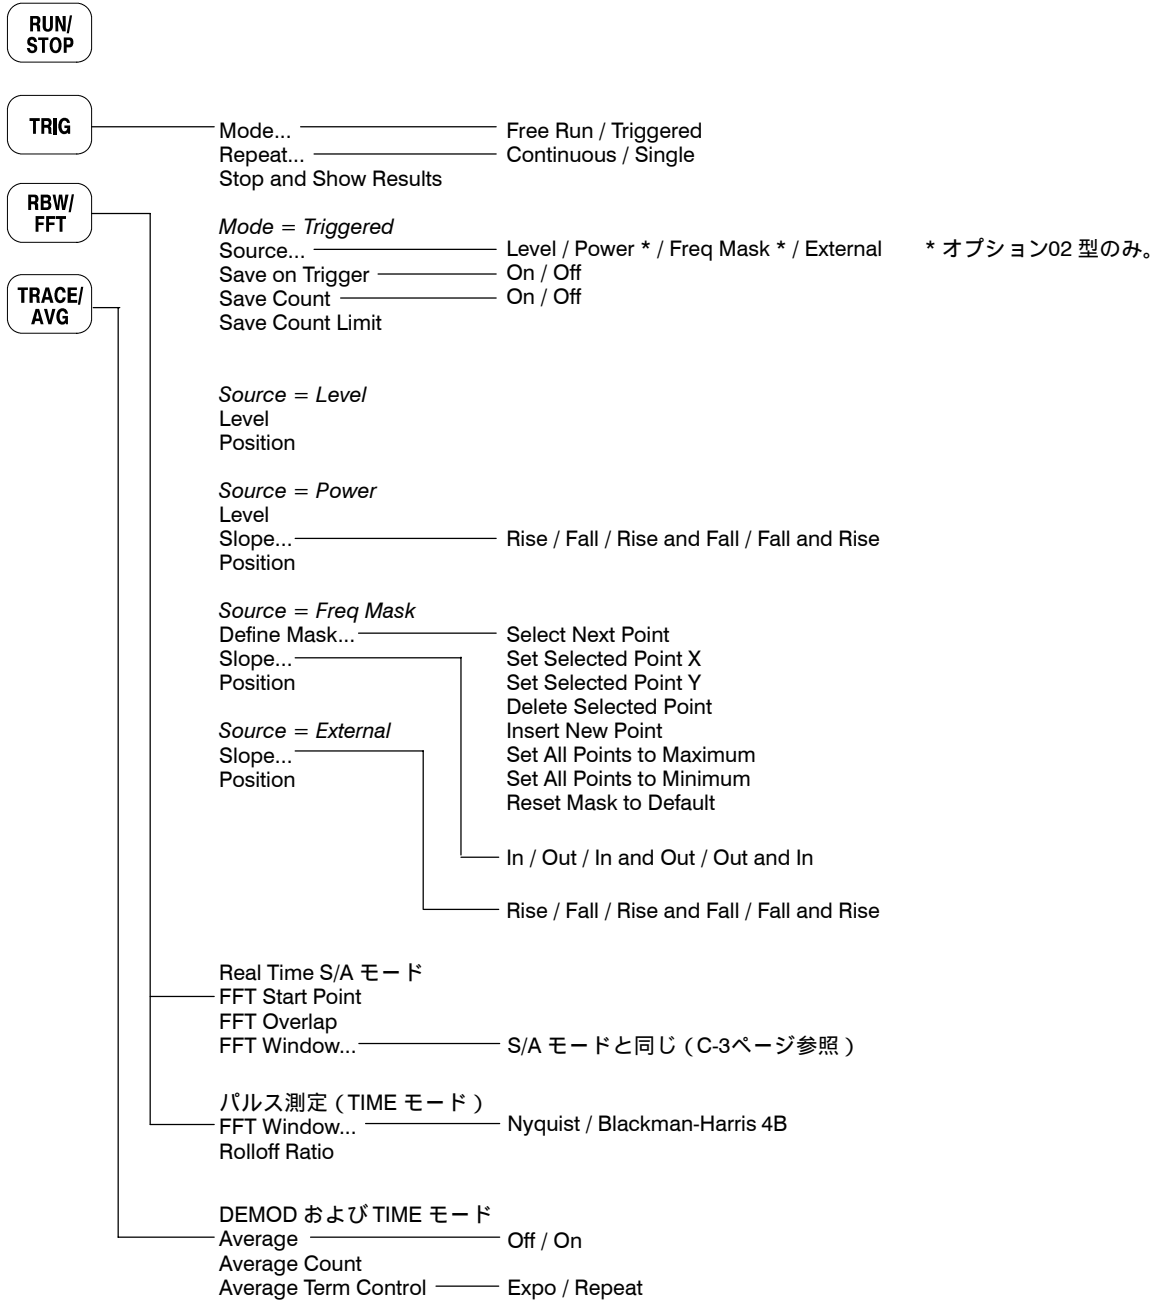 RUN/
STOP
TRIG
Mode... Free Run / Triggered
Repeat... Continuous / Single
Stop and Show Results
RBW/
FFT
Mode = Triggered
Source... Level / Power * / Freq Mask * / External * オプション02 型のみ。
Save on Trigger On / Off
Save Count On / Off
Save Count Limit
TRACE/
AVG
Source = Level
Level
Position
Source = Power
Level
Slope... Rise / Fall / Rise and Fall / Fall and Rise
Position
Source = Freq Mask
Define Mask... Select Next Point
Slope... Set Selected Point X
Position Set Selected Point Y
Delete Selected Point
Source = External Insert New Point
Slope... Set All Points to Maximum
Position Set All Points to Minimum
Reset Mask to Default
In / Out / In and Out / Out and In
Rise / Fall / Rise and Fall / Fall and Rise
Real Time S/A モード
FFT Start Point
FFT Overlap
FFT Window... S/A モードと同じ ( C-3ページ参照 )
パルス測定 ( TIME モード )
FFT Window... Nyquist / Blackman-Harris 4B
Rolloff Ratio
DEMOD および TIME モード
Average Off / On
Average Count
Average Term Control Expo / Repeat